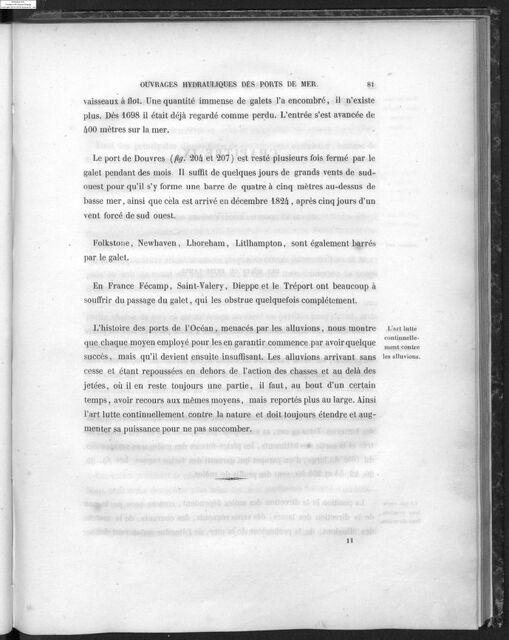 OUVRAGES HYDRAULIQUES DES PORTS DE MER. 81
vaisseaux à flot. Une quantité immense de galets l'a encombré, il n'existe
plus. Dès 1698 il était déjà regardé comme perdu. L'entrée s'est avancée de
400 mètres sur la mer.
Le port de Douvres (fig. 204 et 207) est resté plusieurs fois fermé par le
galet pendant des mois. Il suffit de quelques jours de grands vents de sud-
ouest pour qu'il s'y forme une barre de quatre à cinq mètres au-dessus de
basse mer, ainsi que cela est arrivé en décembre 1824, après cinq jours d'un
vent forcé de sud ouest.
Folkstone, Newhaven, Lhoreham, Litlhampton, sont également barrés
par le galet.
En France Fécamp, Saint-Valery, Dieppe et le Tréport ont beaucoup à
souffrir du passage du galet, qui les obstrue quelquefois complétement.
L'histoire des ports de l'Océan, menacés par les alluvions, nous montre
que chaque moyen employé pour les en garantir commence par avoir quelque
succès, mais qu'il devient ensuite insuffisant. Les alluvions arrivant sans
cesse et étant repoussées en dehors de l'action des chasses et au delà des
jetées, où il en reste toujours une partie, il faut, au bout d'un certain
temps, avoir recours aux mêmes moyens, mais reportés plus au large. Ainsi
l'art lutte continuellement contre la nature et doit toujours étendre et aug-
menter sa puissance pour ne pas succomber.
L'art lutte
continuelle-
ment contre
les alluvions.
11